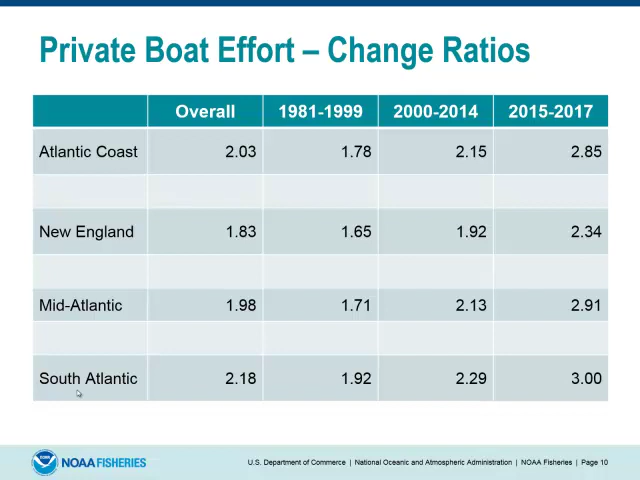 Private Boat Effort – Change Ratios
Overall 1981-1999 2000-2014 2015-2017
Atlantic Coast 2.03 1.78 2.15 2.85
New England 1.83 1.65 1.92 2.34
Mid-Atlantic 1.98 1.71 2.13 2.91
South Atlantic 2.18 1.92 2.29 3.00
NOAA FISHERIES U.S. Department of Commerce | National Oceanic and Atmospheric Administration | NOAA Fisheries | Page 10